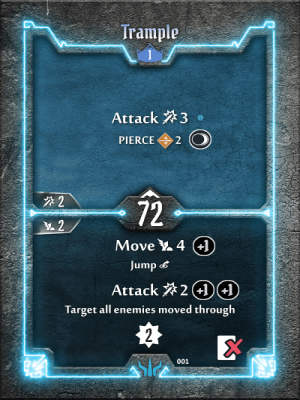 Trample
1
Attack 3
PIERCE 2
2
72
2
Move 4 +1
Jump
Attack 2 +1 +1
Target all enemies moved through
2
001